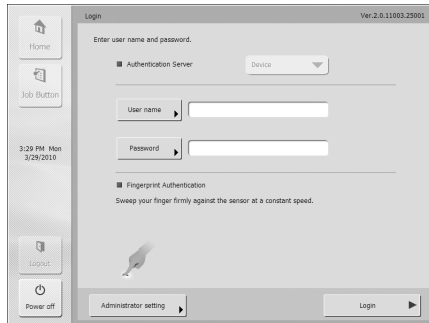 Login
Ver.2.0.11003.25001
Home
Job Button
3:29 PM Mon
3/29/2010
Logout
Power off
Enter user name and password.
Authentication Server
Device
User name
Password
Fingerprint Authentication
Sweep your finger firmly against the sensor at a constant speed.
Administrator setting
Login